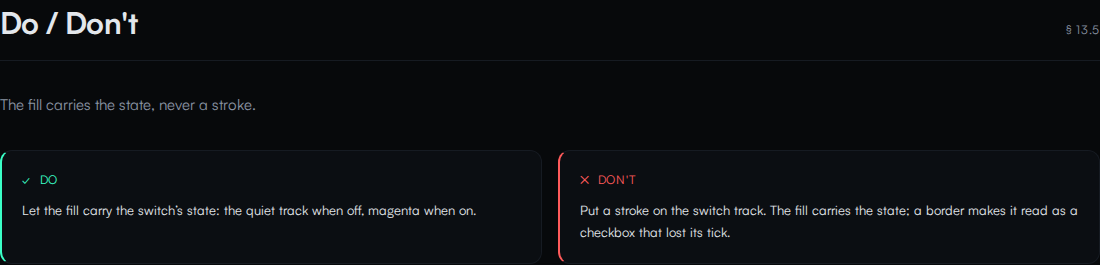 Do / Don't
§ 13.5
The fill carries the state, never a stroke.
✓ DO
Let the fill carry the switch’s state: the quiet track when off, magenta when on.
✕ DON'T
Put a stroke on the switch track. The fill carries the state; a border makes it read as a
checkbox that lost its tick.